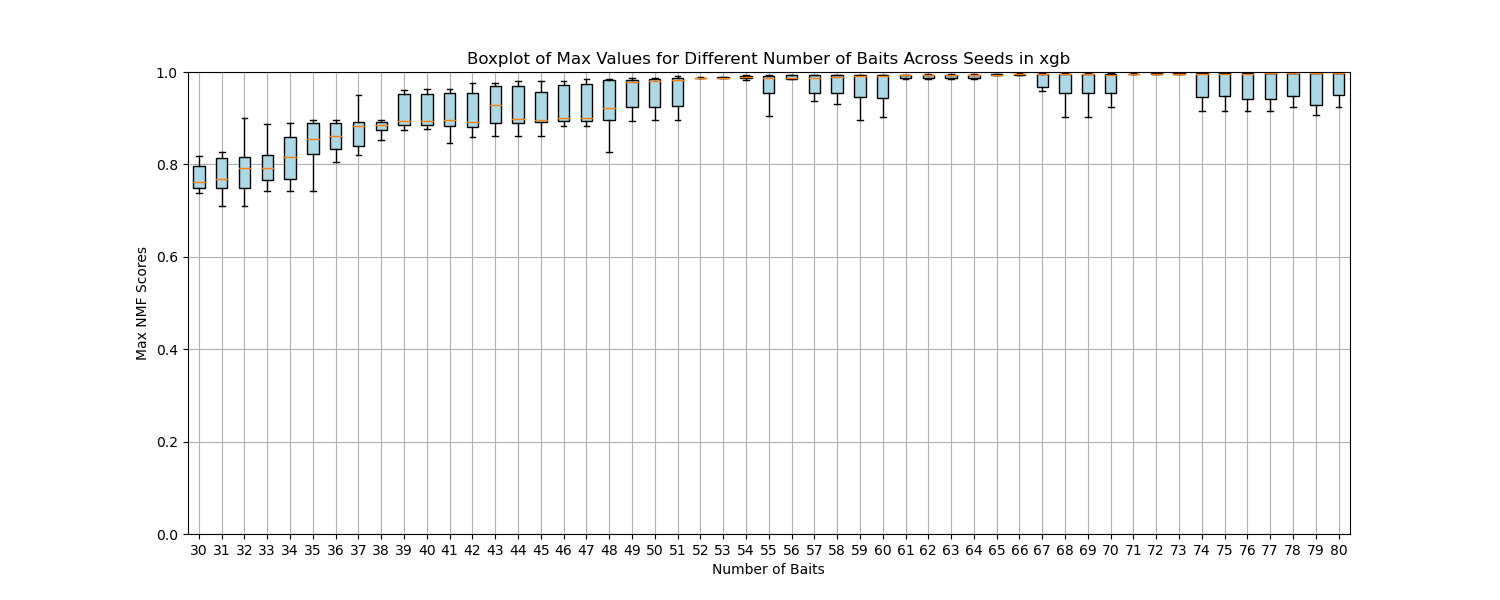 Boxplot of Max Values for Different Number of Baits Across Seeds in xgb
1.0
0.8
0.6
0.4
0.2
0.0
Max NMF Scores
30 31 32 33 34 35 36 37 38 39 40 41 42 43 44 45 46 47 48 49 50 51 52 53 54 55 56 57 58 59 60 61 62 63 64 65 66 67 68 69 70 71 72 73 74 75 76 77 78 79 80
Number of Baits